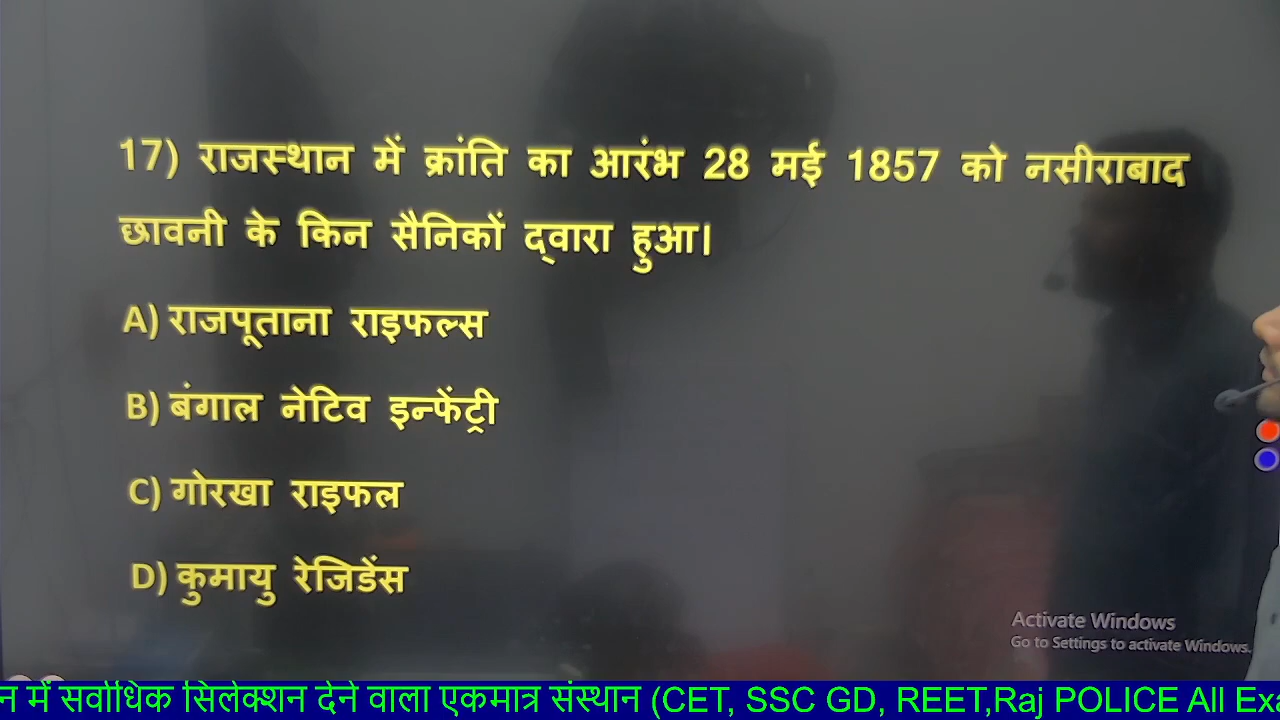 17) राजस्थान में क्रांति का आरंभ 28 मई 1857 को नसीराबाद
छावनी के किन सैनिकों द्वारा हुआ।
A) राजपूताना राइफल्स
B) बंगाल नेटिव इन्फेंट्री
C) गोरखा राइफल
D) कुमायु रेजिडेंस
Activate Windows
Go to Settings to activate Windows.
न में सर्वाधिक सिलेक्शन देने वाला एकमात्र संस्थान (CET, SSC GD, REET,Raj POLICE All Exa